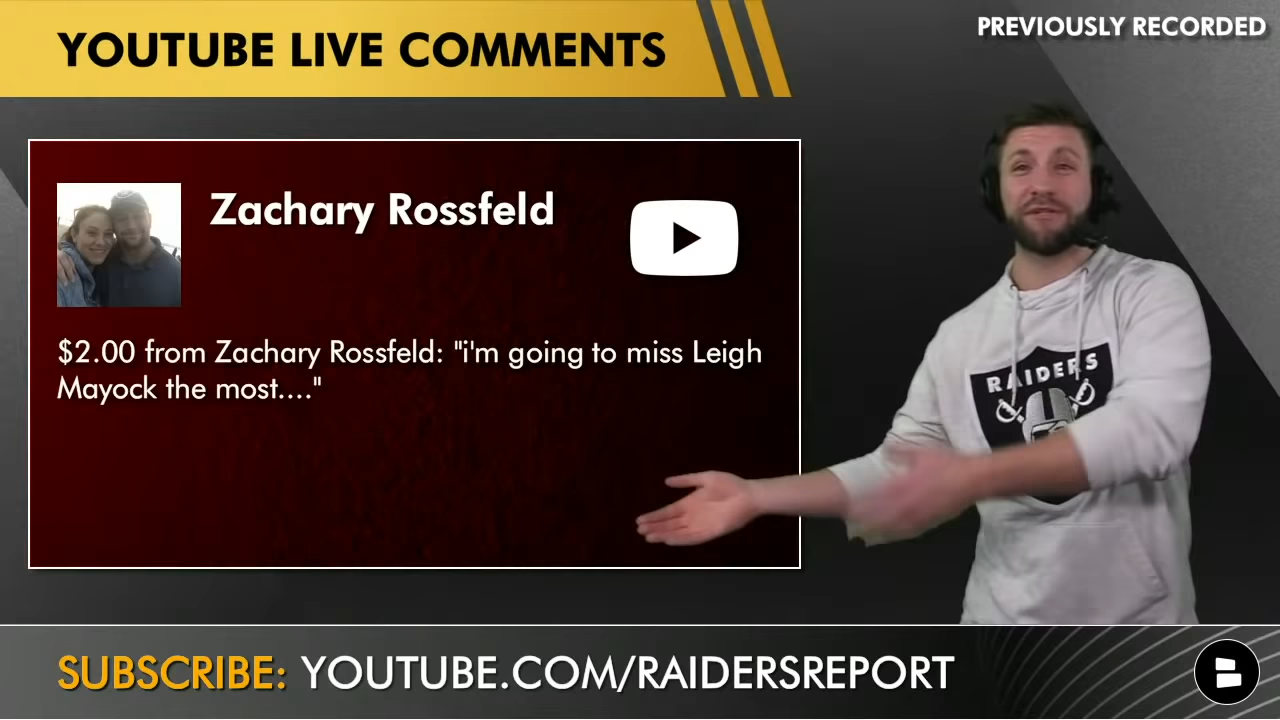 YOUTUBE LIVE COMMENTS
PREVIOUSLY RECORDED
Zachary Rossfeld
$2.00 from Zachary Rossfeld: "i'm going to miss Leigh
Mayock the most...."
RAIDERS
SUBSCRIBE: YOUTUBE.COM/RAIDERSREPORT